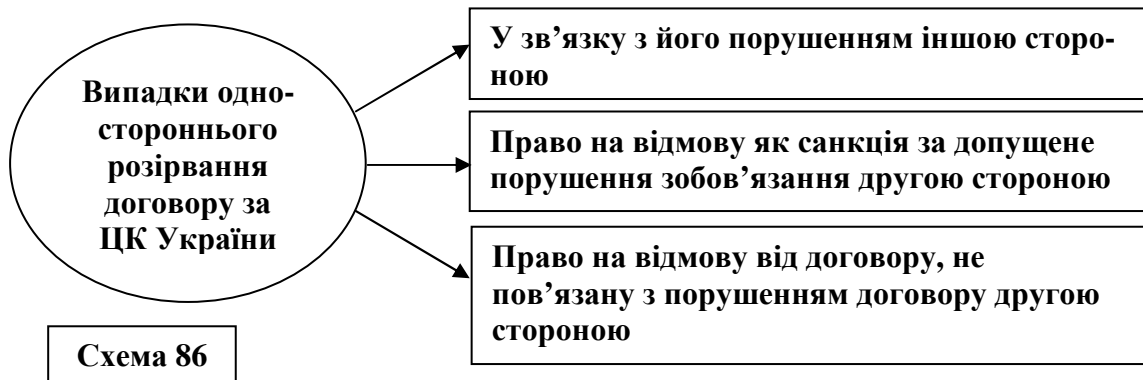 Випадки одно-
стороннього
розірвання
договору за
ЦК України
У зв’язку з його порушенням іншою сторо-
ною
Право на відмову як санкція за допущене
порушення зобов’язання другою стороною
Право на відмову від договору, не
пов’язану з порушенням договору другою
стороною
Схема 86